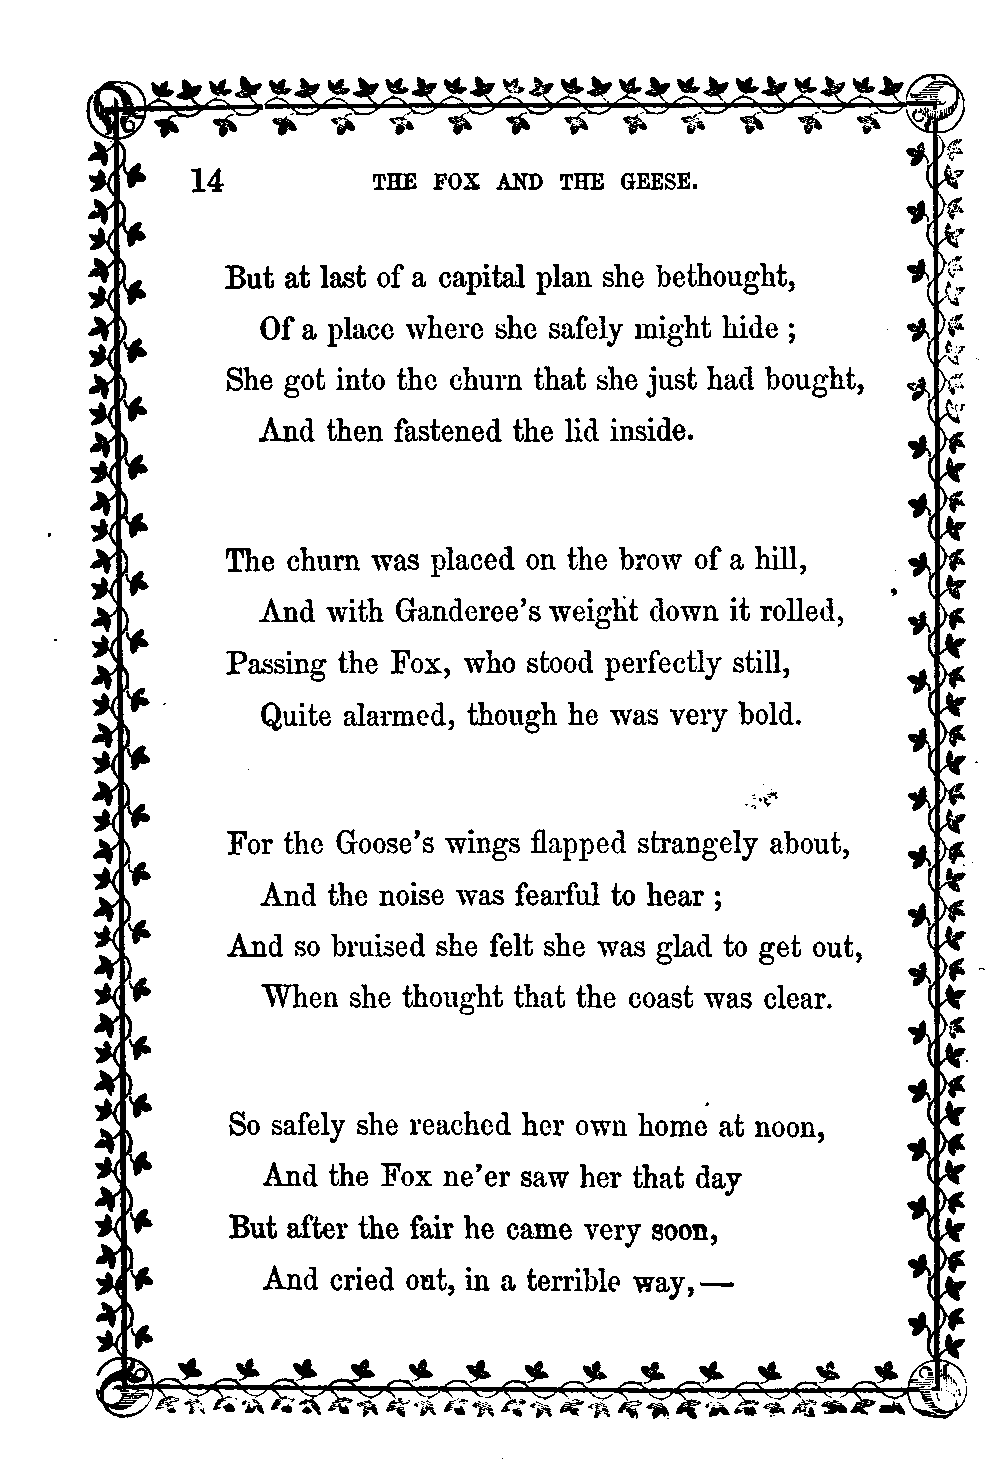 14 THE FOX AND THE GEESE.
But at last of a capital plan she bethought,
Of a place where she safely might hide ;
She got into the churn that she just had bought,
And then fastened the lid inside.
The churn was placed on the brow of a hill,
And with Ganderee's weight down it rolled,
Passing the Fox, who stood perfectly still,
Quite alarmed, though he was very bold.
For the Goose's wings flapped strangely about,
And the noise was fearful to hear ;
And so bruised she felt she was glad to get out,
When she thought that the coast was clear.
So safely she reached her own home at noon,
And the Fox ne'er saw her that day
But after the fair he came very soon,
And cried out, in a terrible way,—